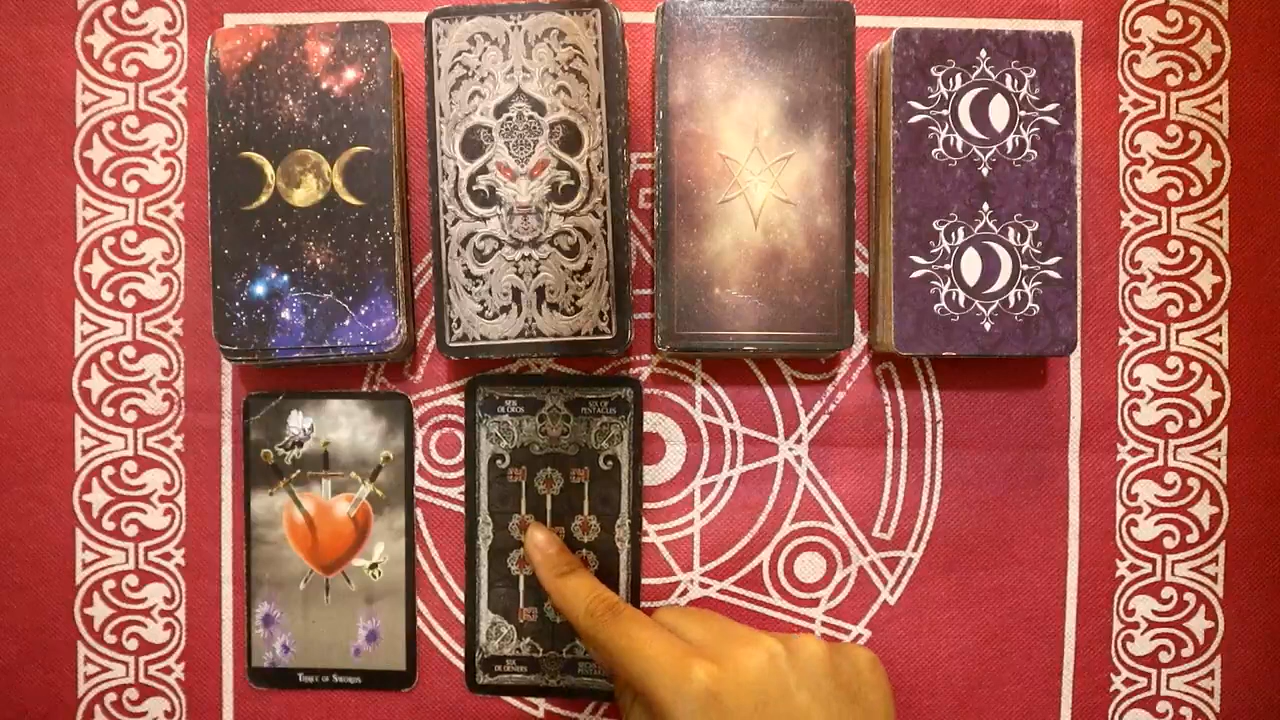 SEIS
DE OROS
SIX OF
PENTACLES
SIX
DE DENIERS
THREE OF SWORDS